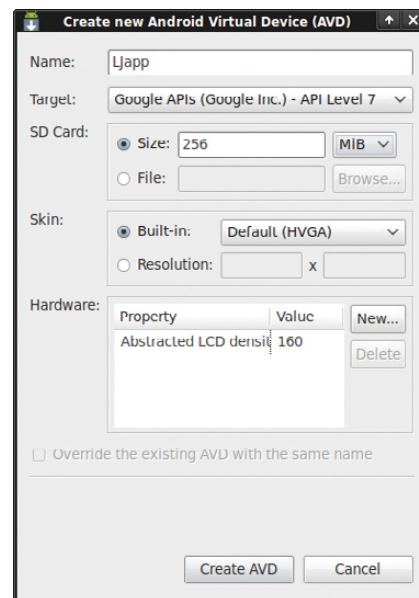 Create new Android Virtual Device (AVD)
Name: LJapp
Target: Google APIs (Google Inc.) - API Level 7
SD Card:
Size: 256 MiB
File: Browse...
Skin:
Built-in: Default (HVGA)
Resolution: x
Hardware:
Property Value New...
Abstracted LCD densit 160
Delete
Override the existing AVD with the same name
Create AVD Cancel